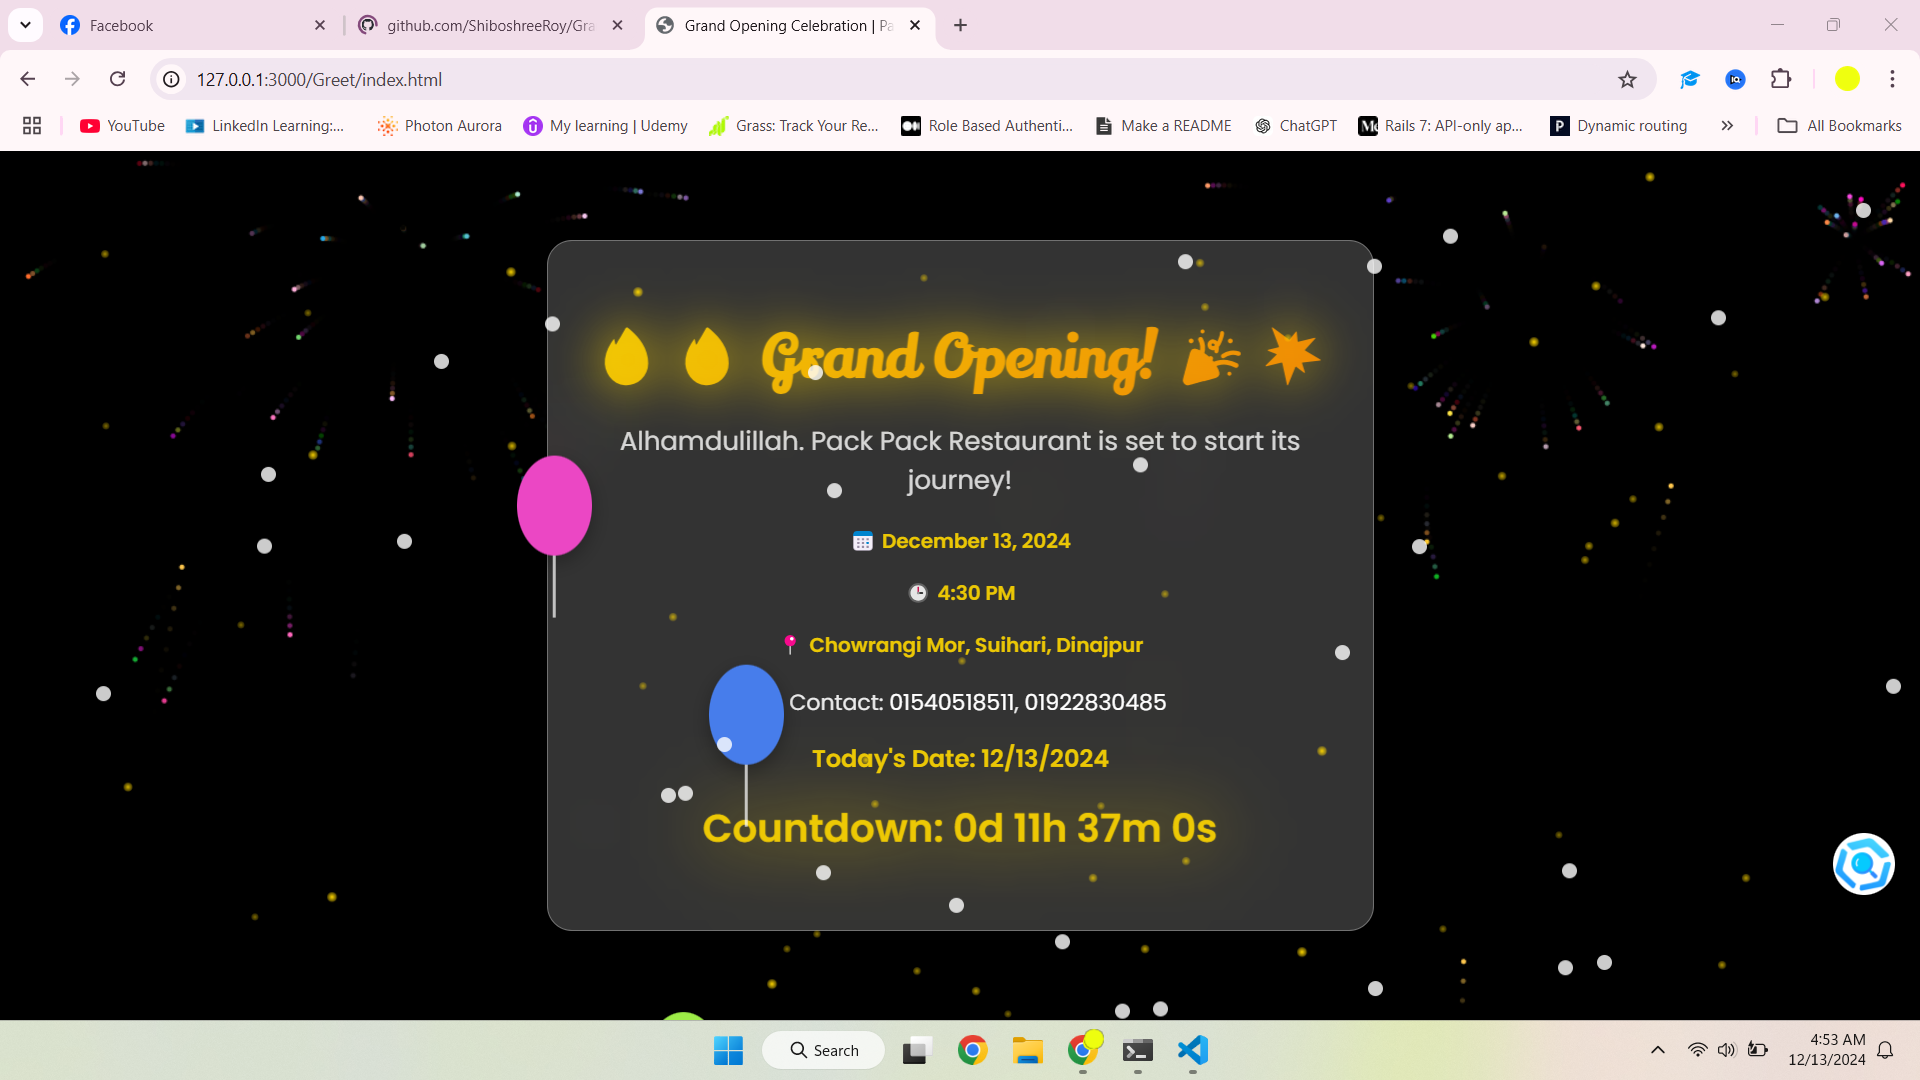 Facebook
github.com/ShiboshreeRoy/Gra
Grand Opening Celebration | Pa
127.0.0.1:3000/Greet/index.html
YouTube
LinkedIn Learning:...
Photon Aurora
My learning | Udemy
Grass: Track Your Re...
Role Based Authenti...
Make a README
ChatGPT
Rails 7: API-only ap...
Dynamic routing
All Bookmarks
Grand Opening!
Alhamdulillah. Pack Pack Restaurant is set to start its
journey!
December 13, 2024
4:30 PM
Chowrangi Mor, Suihari, Dinajpur
Contact: 01540518511, 01922830485
Today's Date: 12/13/2024
Countdown: 0d 11h 37m 0s
Search
4:53 AM
12/13/2024